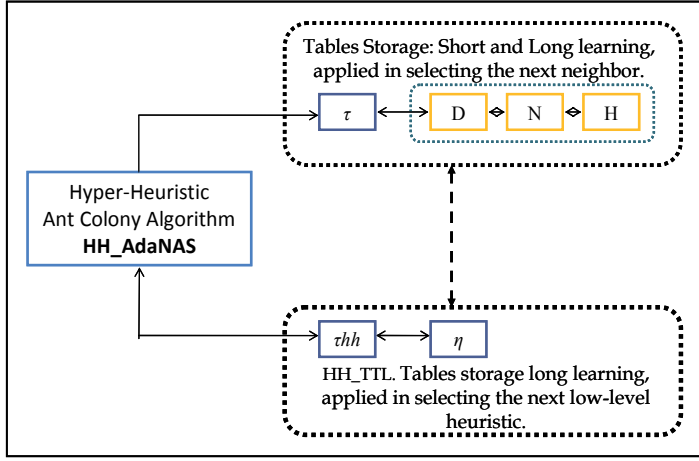 Tables Storage: Short and Long learning,
applied in selecting the next neighbor.
τ
D
N
H
Hyper-Heuristic
Ant Colony Algorithm
HH_AdaNAS
τhh
η
HH_TTL. Tables storage long learning,
applied in selecting the next low-level
heuristic.